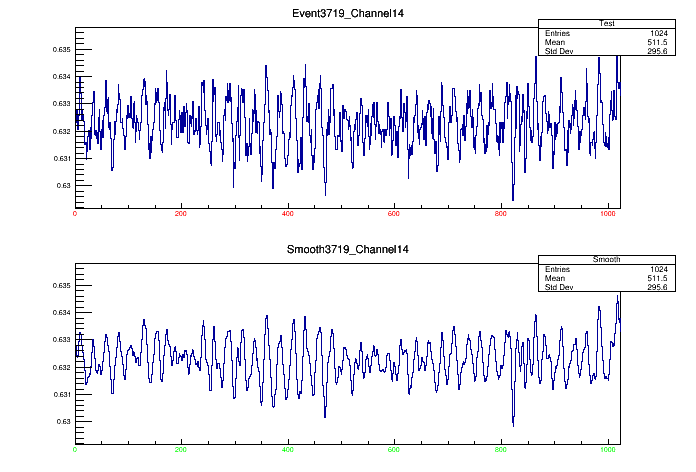 Event3719_Channel14
Test
Entries 1024
Mean 511.5
Std Dev 295.6
0.635
0.634
0.633
0.632
0.631
0.63
0 200 400 600 800 1000
Smooth3719_Channel14
Smooth
Entries 1024
Mean 511.5
Std Dev 295.6
0.635
0.634
0.633
0.632
0.631
0.63
0 200 400 600 800 1000